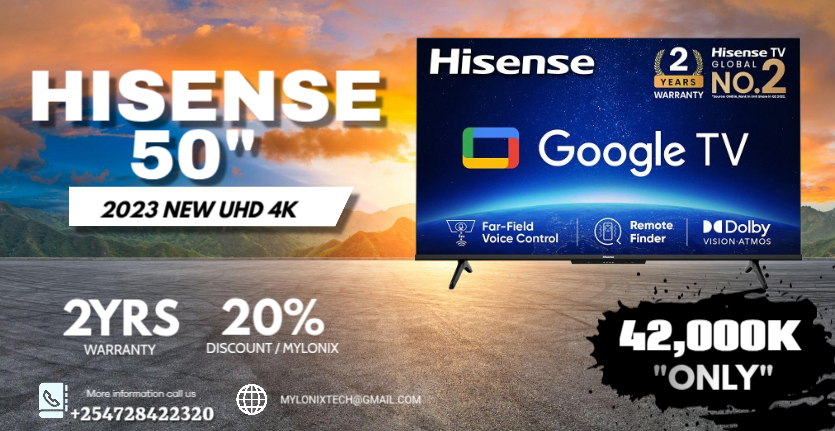 HISENSE
50"
2023 NEW UHD 4K
Hisense
2
YEARS
WARRANTY
Hisense TV
GLOBAL
NO.2
Google TV
Far-Field
Voice Control
Remote
Finder
Dolby
VISION·ATMOS
Hisense
2YRS
WARRANTY
20%
DISCOUNT / MYLONIX
42,000K
"ONLY"
More information call us
+254728422320
MYLONIXTECH@GMAIL.COM